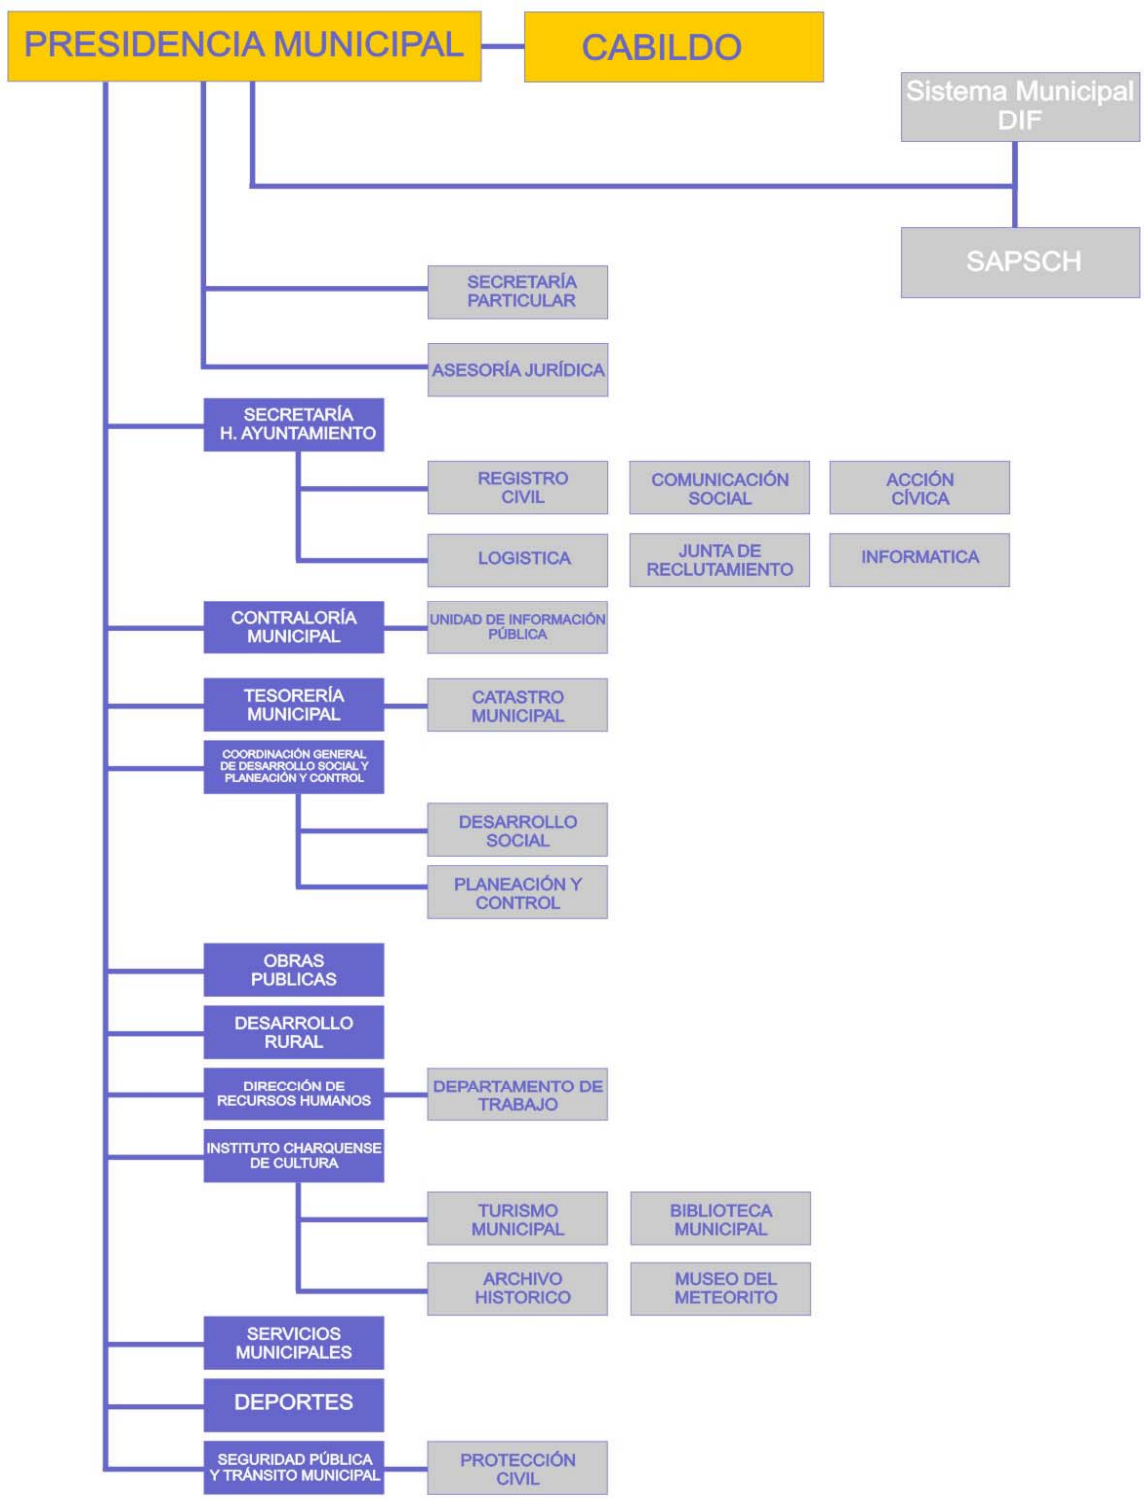 PRESIDENCIA MUNICIPAL
CABILDO
Sistema Municipal
DIF
SAPSCH
SECRETARÍA
PARTICULAR
ASESORÍA JURÍDICA
SECRETARÍA
H. AYUNTAMIENTO
REGISTRO
CIVIL
COMUNICACIÓN
SOCIAL
ACCIÓN
CÍVICA
LOGISTICA
JUNTA DE
RECLUTAMIENTO
INFORMATICA
CONTRALORÍA
MUNICIPAL
UNIDAD DE INFORMACIÓN
PÚBLICA
TESORERÍA
MUNICIPAL
CATASTRO
MUNICIPAL
COORDINACIÓN GENERAL
DE DESARROLLO SOCIAL Y
PLANEACIÓN Y CONTROL
DESARROLLO
SOCIAL
PLANEACIÓN Y
CONTROL
OBRAS
PUBLICAS
DESARROLLO
RURAL
DIRECCIÓN DE
RECURSOS HUMANOS
DEPARTAMENTO DE
TRABAJO
INSTITUTO CHARQUENSE
DE CULTURA
TURISMO
MUNICIPAL
BIBLIOTECA
MUNICIPAL
ARCHIVO
HISTORICO
MUSEO DEL
METEORITO
SERVICIOS
MUNICIPALES
DEPORTES
SEGURIDAD PÚBLICA
Y TRÁNSITO MUNICIPAL
PROTECCIÓN
CIVIL